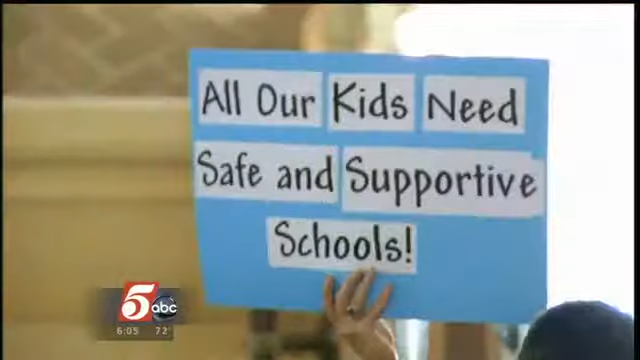 All Our Kids Need
Safe and Supportive
Schools!
5 abc
6:05 72